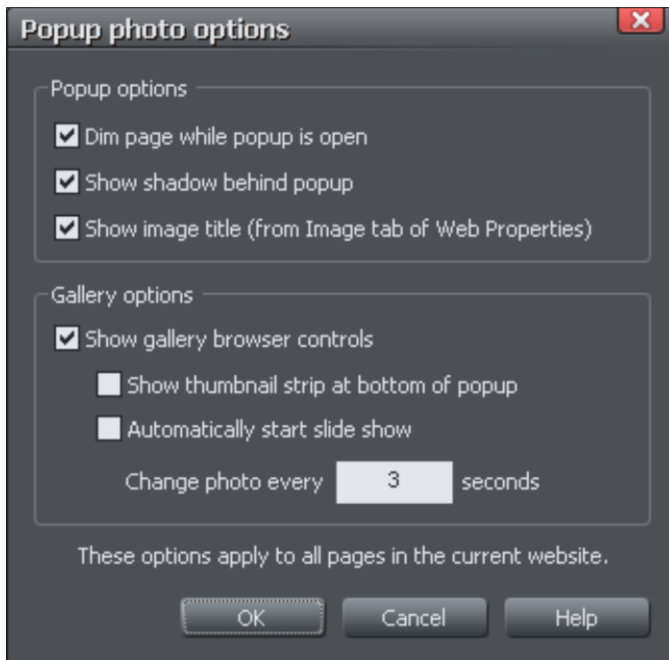 Popup photo options
Popup options
Dim page while popup is open
Show shadow behind popup
Show image title (from Image tab of Web Properties)
Gallery options
Show gallery browser controls
Show thumbnail strip at bottom of popup
Automatically start slide show
Change photo every 3 seconds
These options apply to all pages in the current website.
OK Cancel Help